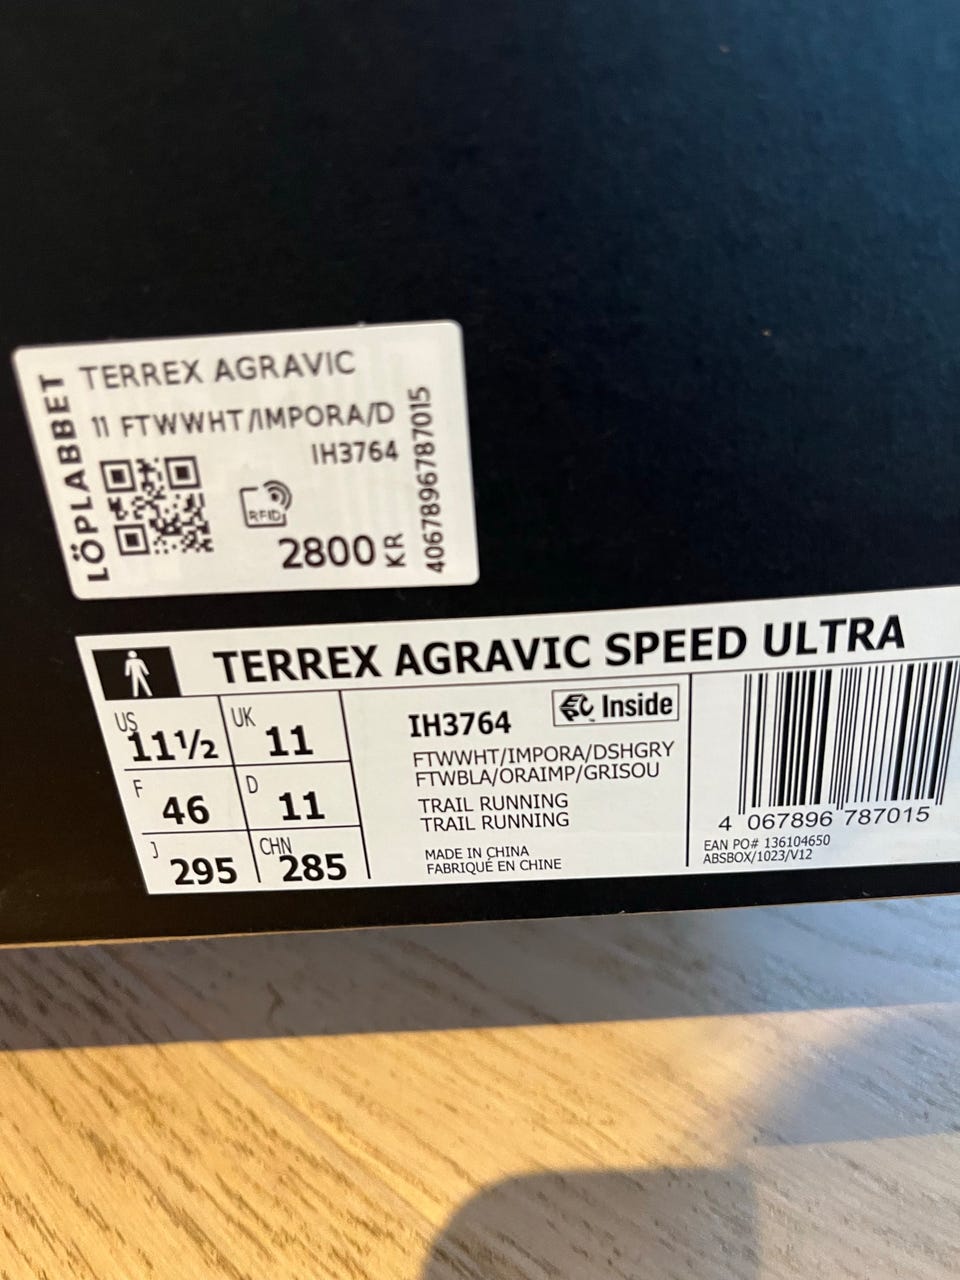 LÖPLABBET
TERREX AGRAVIC
11 FTWWHT/IMPORA/D
IH3764
RFID
2800 KR
4067896787015
TERREX AGRAVIC SPEED ULTRA
US 11½
UK 11
F 46
D 11
J 295
CHN 285
IH3764
Inside
FTWWHT/IMPORA/DSHGRY
FTWBLA/ORAIMP/GRISOU
TRAIL RUNNING
TRAIL RUNNING
MADE IN CHINA
FABRIQUÉ EN CHINE
4 067896 787015
EAN PO# 136104650
ABSBOX/1023/V12